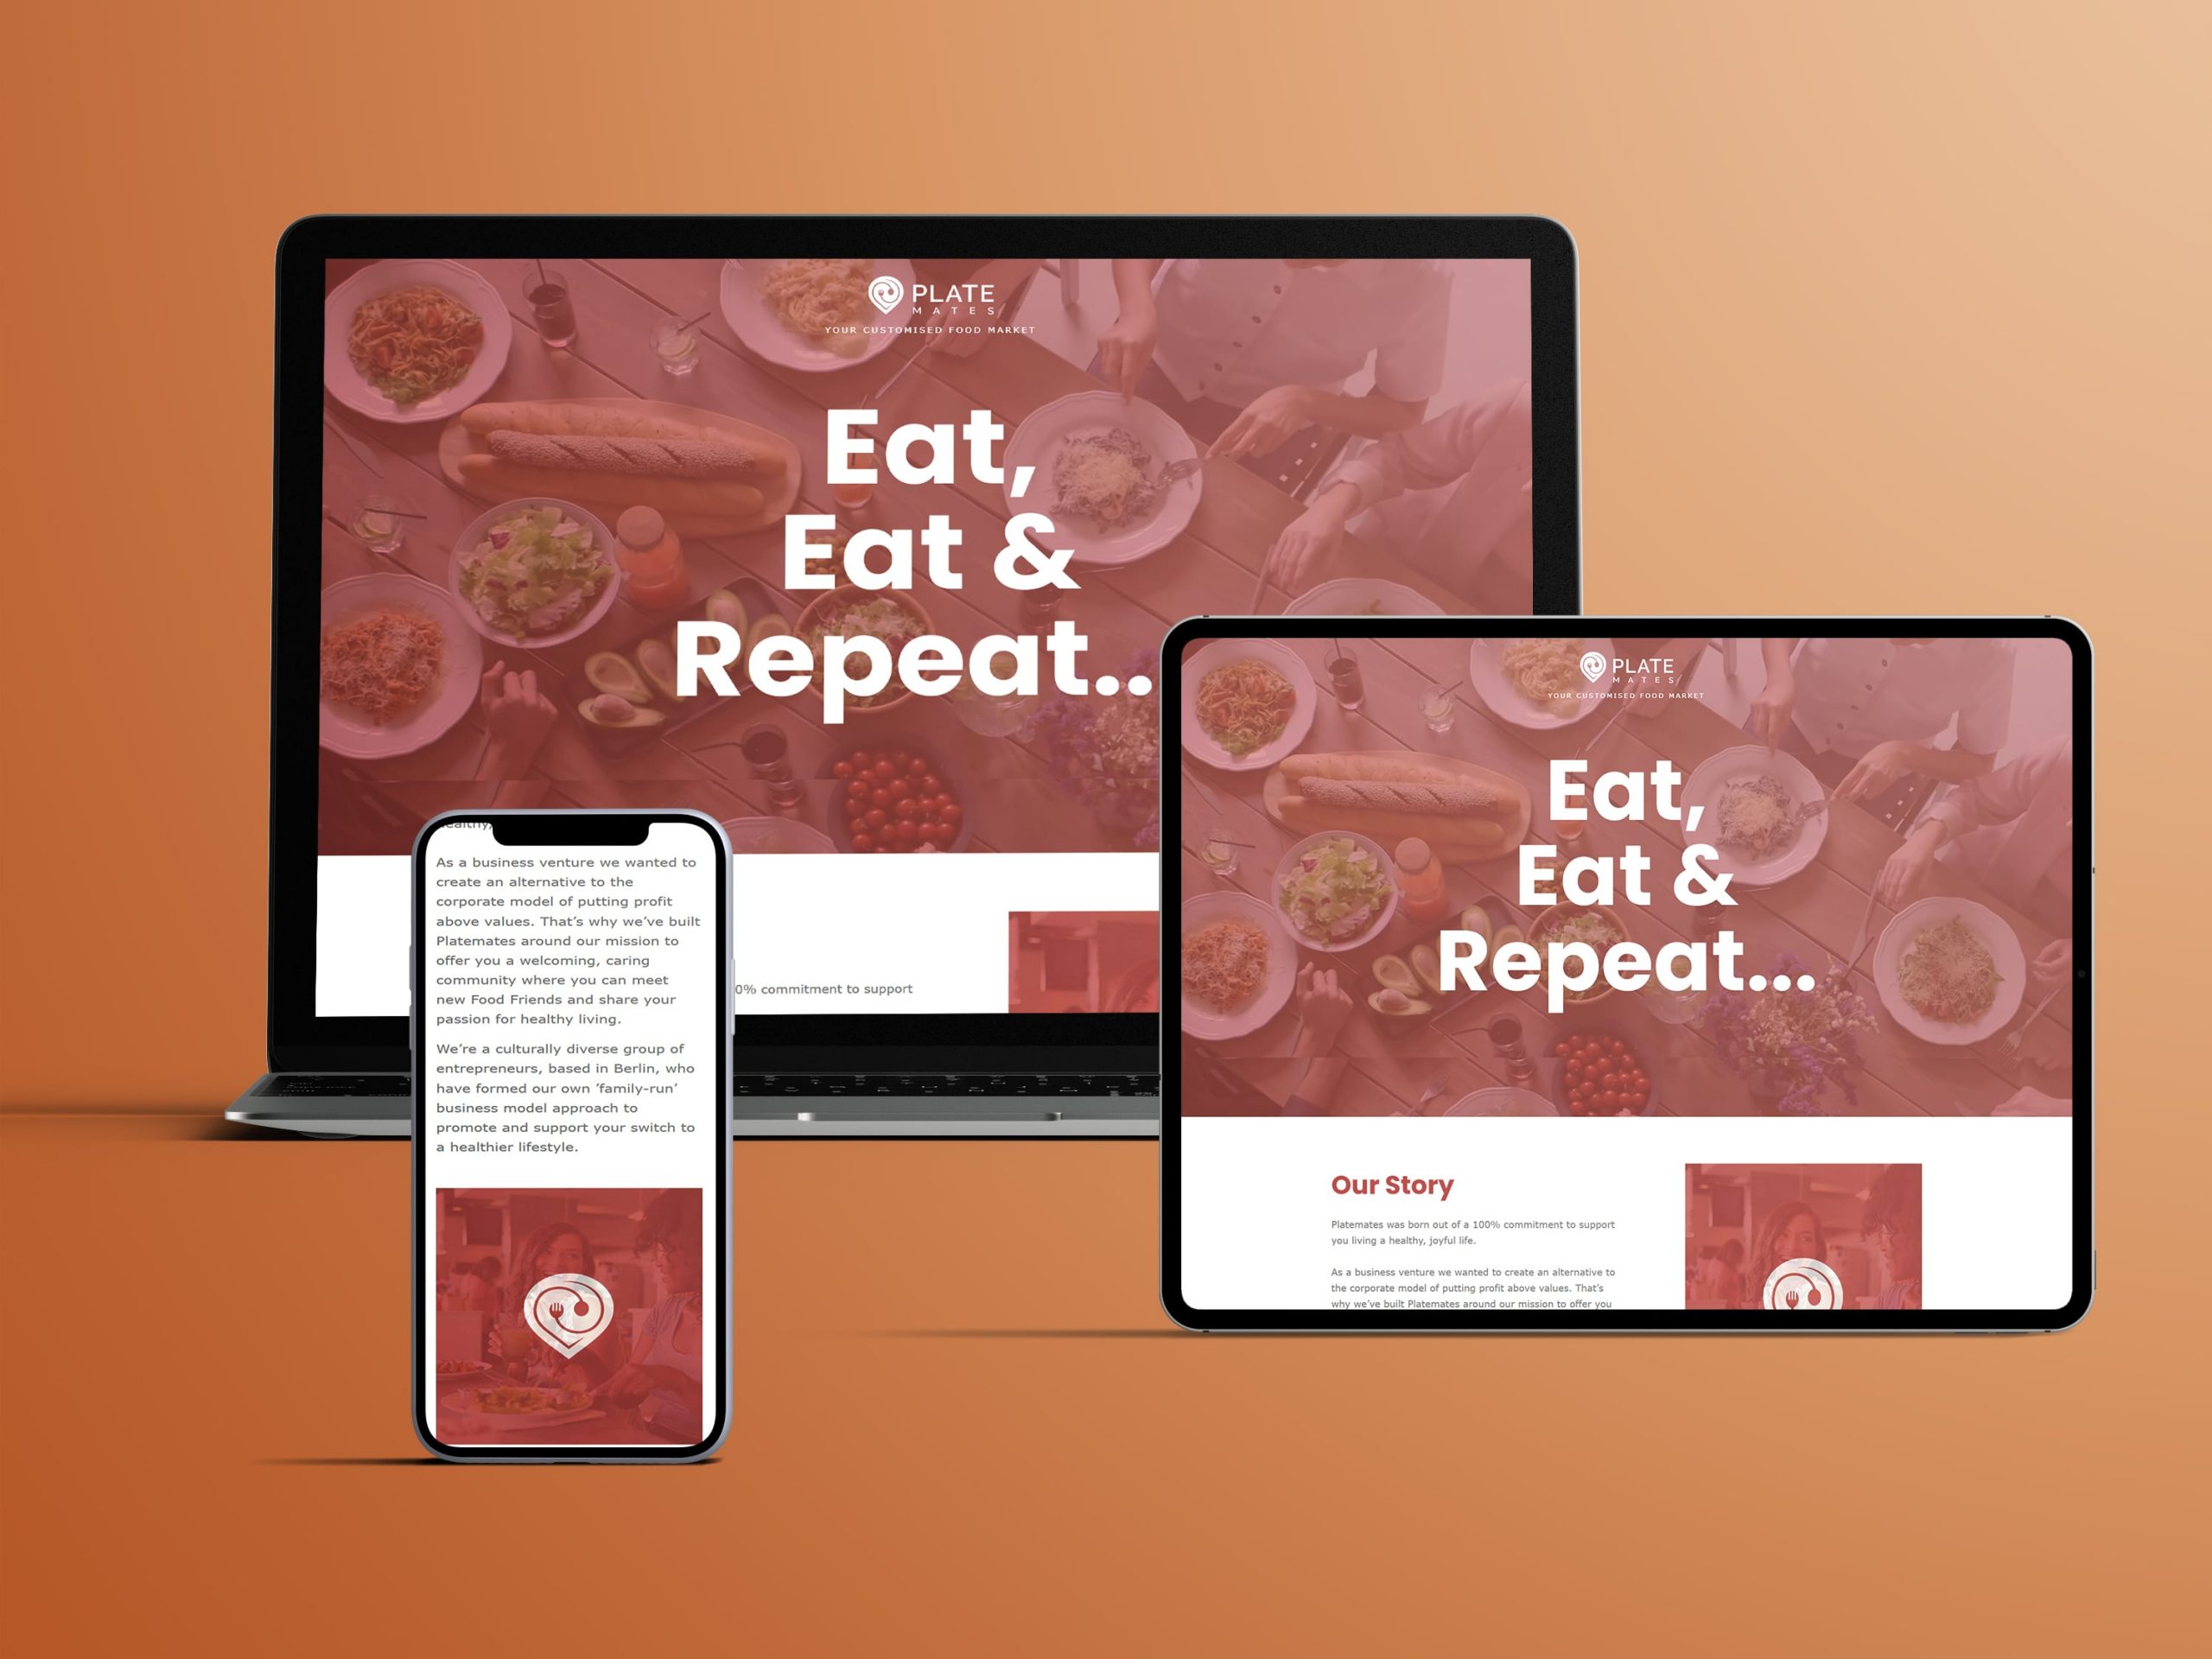 PLATE
MATES
YOUR CUSTOMISED FOOD MARKET
Eat,
Eat &
Repeat..
0% commitment to support
As a business venture we wanted to
create an alternative to the
corporate model of putting profit
above values. That's why we've built
Platemates around our mission to
offer you a welcoming, caring
community where you can meet
new Food Friends and share your
passion for healthy living.
We're a culturally diverse group of
entrepreneurs, based in Berlin, who
have formed our own ‘family-run’
business model approach to
promote and support your switch to
a healthier lifestyle.
PLATE
MATES
YOUR CUSTOMISED FOOD MARKET
Eat,
Eat &
Repeat...
Our Story
Platemates was born out of a 100% commitment to support
you living a healthy, joyful life.
As a business venture we wanted to create an alternative to
the corporate model of putting profit above values. That's
why we've built Platemates around our mission to offer you